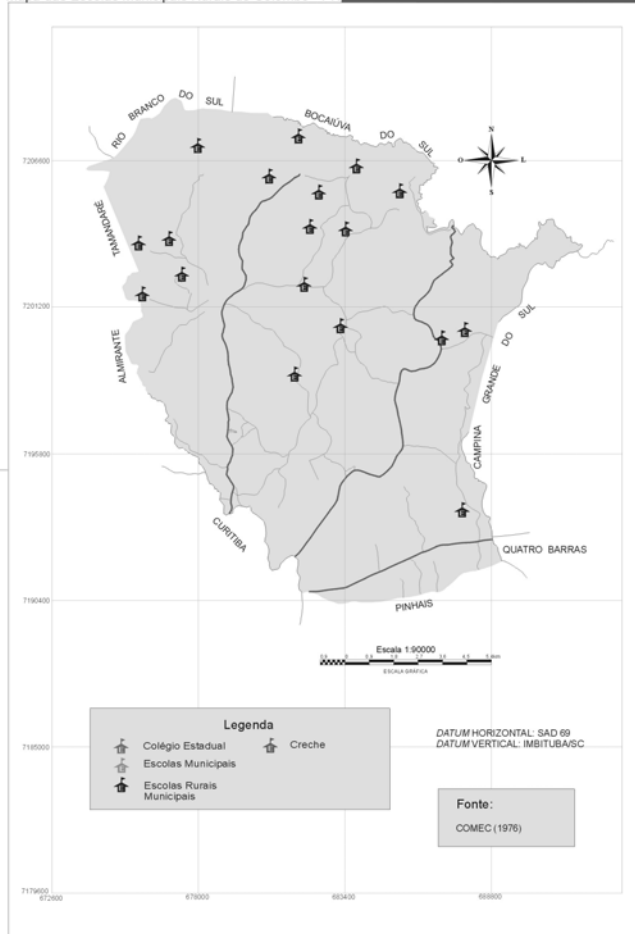 RIO BRANCO DO SUL
BOCAIÚVA DO SUL
N
O L
S
7206600
TAMANDARÉ
7201200
ALMIRANTE
CAMPINA GRANDE DO SUL
7195800
CURITIBA
QUATRO BARRAS
7190400
PINHAIS
Escala 1:90000
ESCALA GRÁFICA
Legenda
Colégio Estadual
Creche
Escolas Municipais
Escolas Rurais
Municipais
DATUM HORIZONTAL: SAD 69
DATUM VERTICAL: IMBITUBA/SC
Fonte:
COMEC (1976)
7185000
7179600
672600 678000 683400 688800